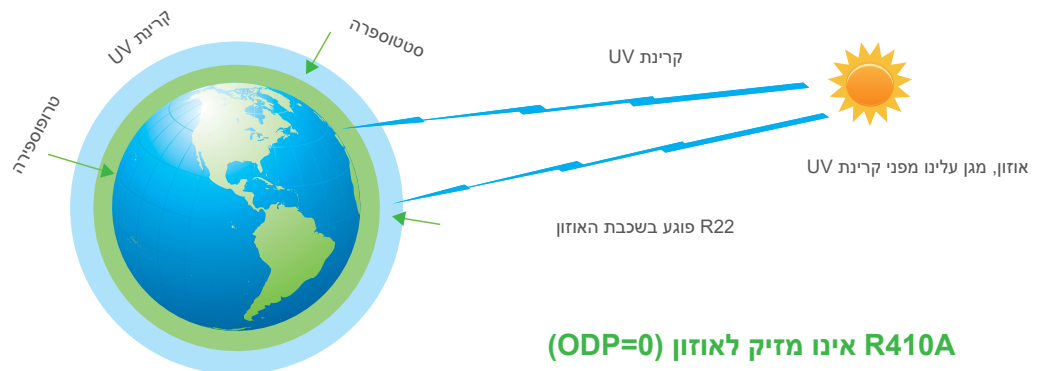 קרינת UV
סטטוספרה
קרינת UV
טרופוספירה
אוזון, מגן עלינו מפני קרינת UV
R22 פוגע בשכבת האוזון
R410A אינו מזיק לאוזון (ODP=0)